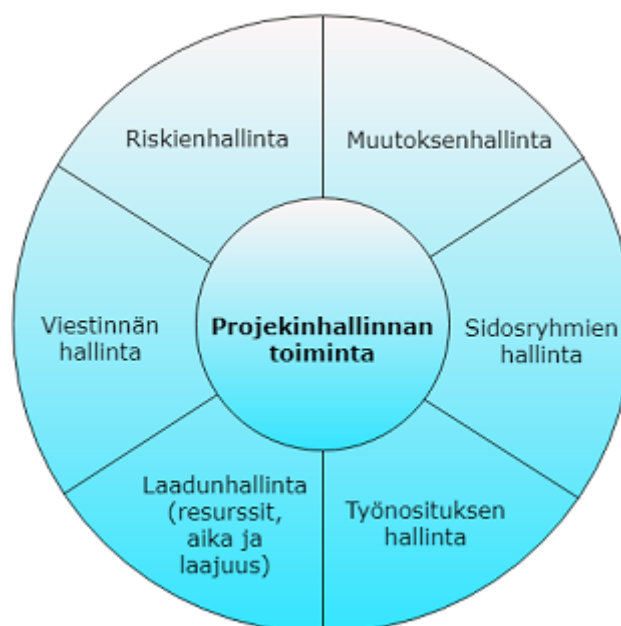 Riskienhallinta
Muutoksenhallinta
Viestinnän
hallinta
Projekinhallinnan
toiminta
Sidosryhmien
hallinta
Laadunhallinta
(resurssit,
aika ja
laajuus)
Työnosituksen
hallinta